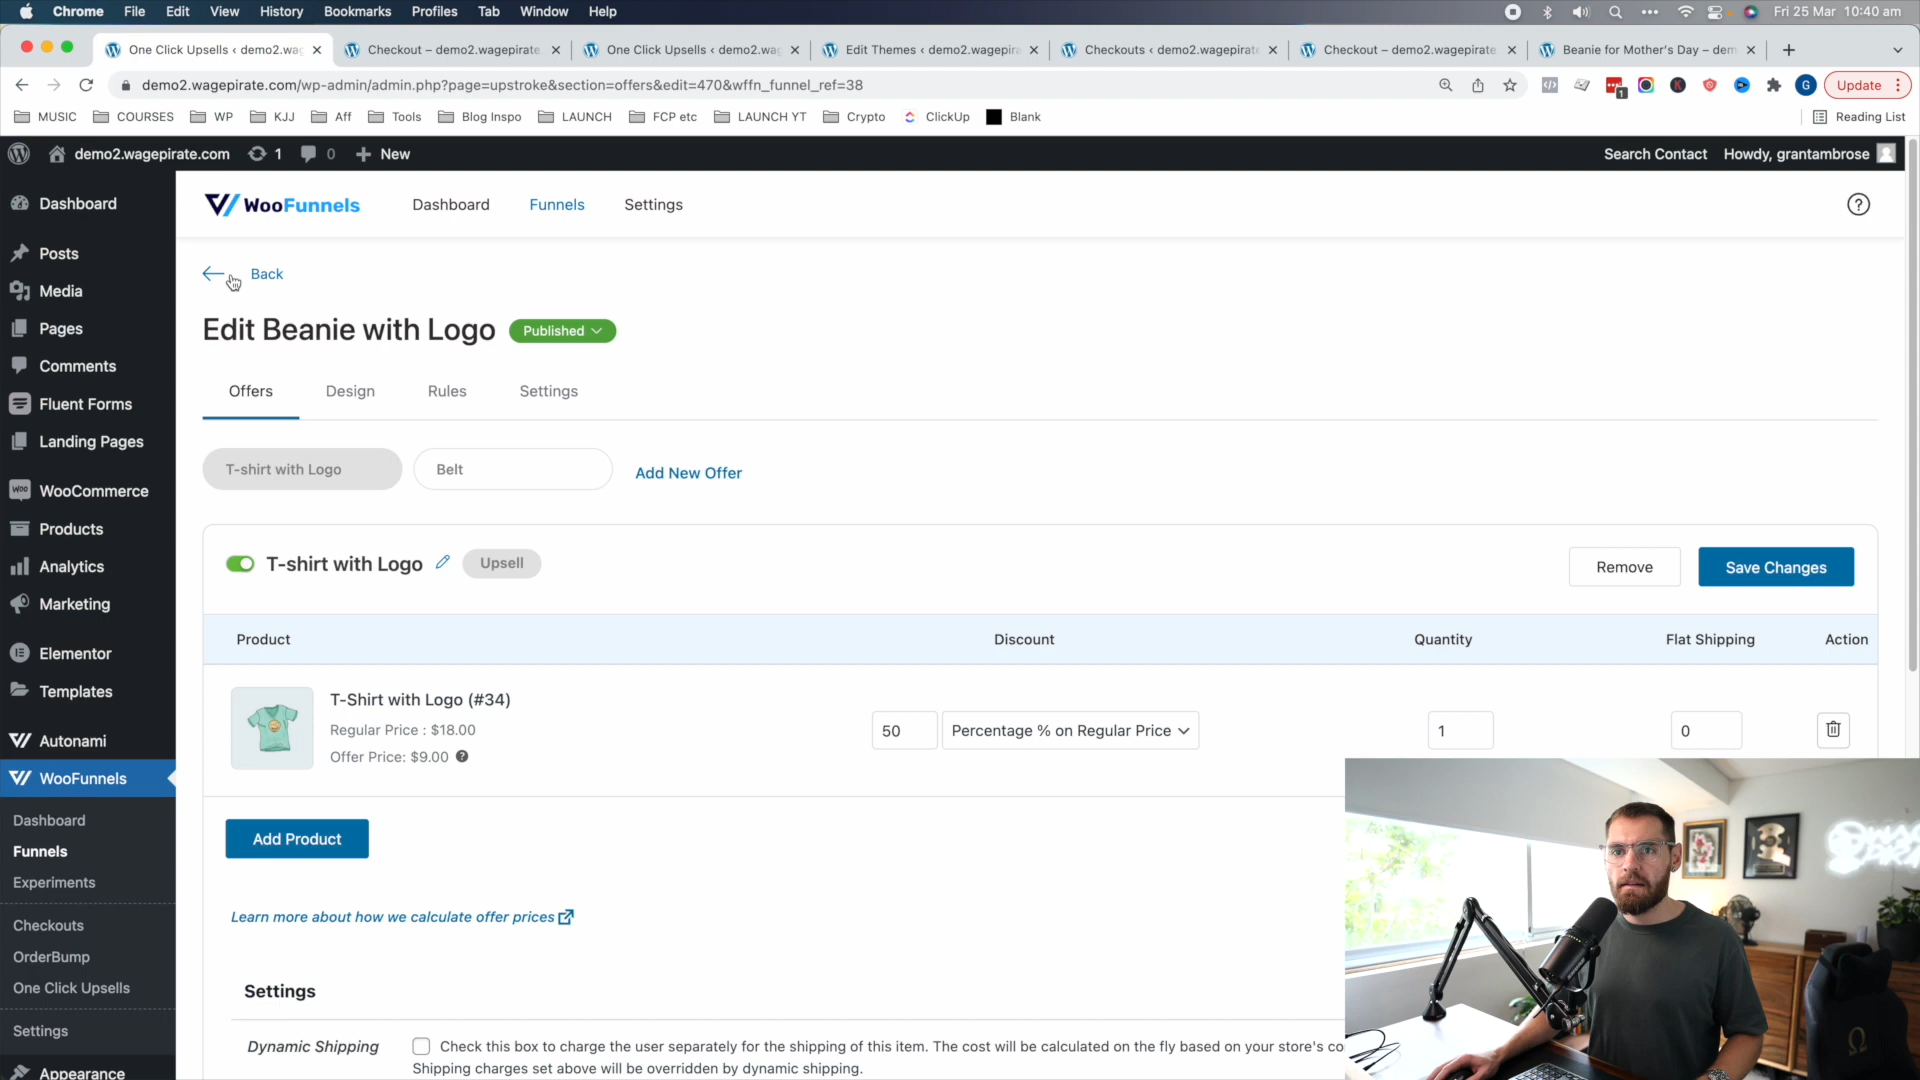 Chrome File Edit View History Bookmarks Profiles Tab Window Help Fri 25 Mar 10:40 am
One Click Upsells ‹ demo2.wag Checkout – demo2.wagepirate One Click Upsells ‹ demo2.wag Edit Themes ‹ demo2.wagepira Checkouts ‹ demo2.wagepirate Checkout – demo2.wagepirate Beanie for Mother's Day – dem
demo2.wagepirate.com/wp-admin/admin.php?page=upstroke&section=offers&edit=470&wffn_funnel_ref=38 1 K G Update
MUSIC COURSES WP KJJ Aff Tools Blog Inspo LAUNCH FCP etc LAUNCH YT Crypto ClickUp Blank Reading List
demo2.wagepirate.com 1 0 New Search Contact Howdy, grantambrose
WooFunnels Dashboard Funnels Settings
Dashboard
Posts
Media
Pages
Comments
Fluent Forms
Landing Pages
WooCommerce
Products
Analytics
Marketing
Elementor
Templates
Autonami
WooFunnels
Dashboard
Funnels
Experiments
Checkouts
OrderBump
One Click Upsells
Settings
Appearance
Back
Edit Beanie with Logo Published
Offers Design Rules Settings
T-shirt with Logo Belt Add New Offer
T-shirt with Logo Upsell Remove Save Changes
Product Discount Quantity Flat Shipping Action
T-Shirt with Logo (#34)
Regular Price : $18.00
Offer Price: $9.00
50 Percentage % on Regular Price 1 0
Add Product
Learn more about how we calculate offer prices
Settings
Dynamic Shipping Check this box to charge the user separately for the shipping of this item. The cost will be calculated on the fly based on your store's co
Shipping charges set above will be overridden by dynamic shipping.